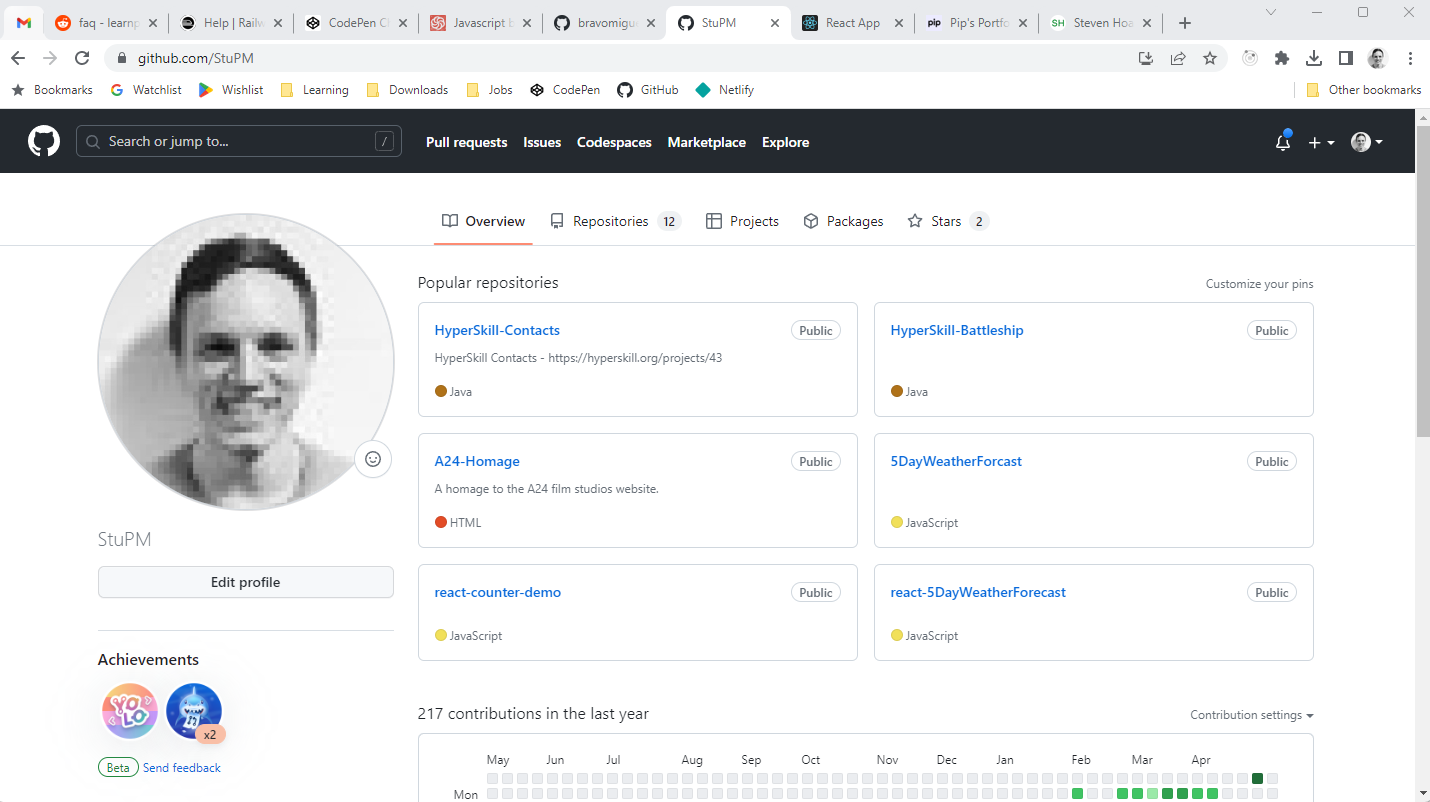 faq - learnp
Help | Railw
CodePen Ch
Javascript b
bravomigu
StuPM
React App
pip Pip's Portfo
SH Steven Hoa
github.com/StuPM
Bookmarks Watchlist Wishlist Learning Downloads Jobs CodePen GitHub Netlify Other bookmarks
Search or jump to... / Pull requests Issues Codespaces Marketplace Explore
Overview Repositories 12 Projects Packages Stars 2
Popular repositories Customize your pins
HyperSkill-Contacts Public
HyperSkill Contacts - https://hyperskill.org/projects/43
Java
HyperSkill-Battleship Public
Java
A24-Homage Public
A homage to the A24 film studios website.
HTML
5DayWeatherForcast Public
JavaScript
react-counter-demo Public
JavaScript
react-5DayWeatherForecast Public
JavaScript
StuPM
Edit profile
Achievements
YOLO
x2
Beta Send feedback
217 contributions in the last year Contribution settings
May Jun Jul Aug Sep Oct Nov Dec Jan Feb Mar Apr
Mon